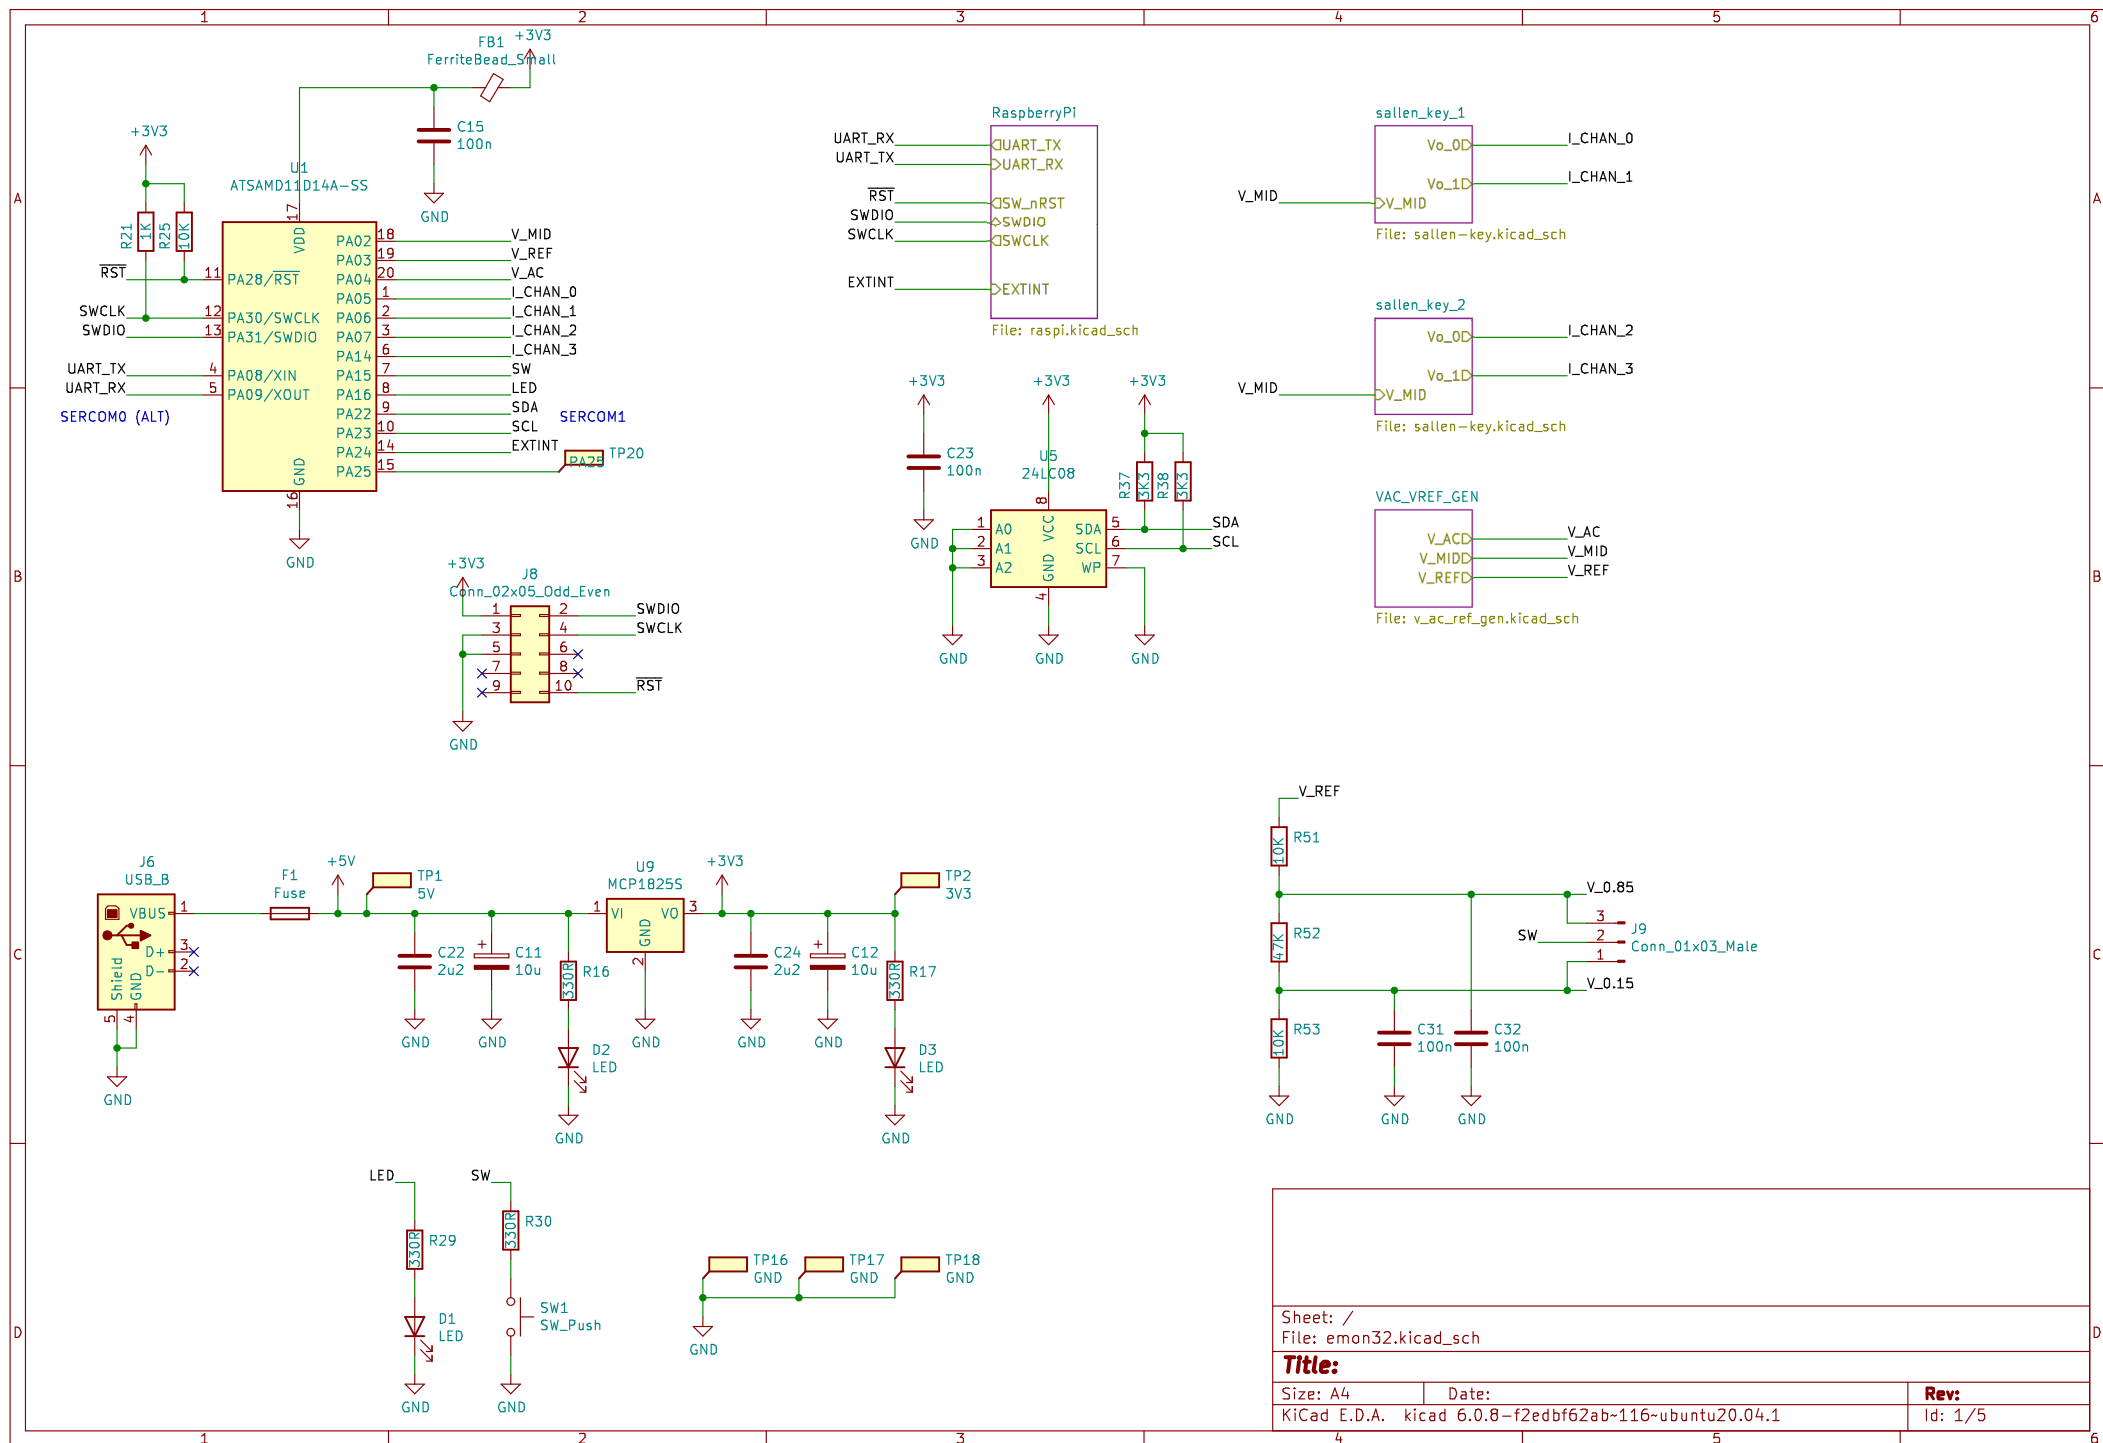 1 2 3 4 5 6
A
B
C
D
FB1
FerriteBead_Small
+3V3
C15
100n
GND
+3V3
R21
1K
R25
10K
U1
ATSAMD11D14A-SS
17
VDD
RST
11
PA28/RST
SWCLK
12
PA30/SWCLK
SWDIO
13
PA31/SWDIO
UART_TX
4
PA08/XIN
UART_RX
5
PA09/XOUT
SERCOM0 (ALT)
PA02 18 V_MID
PA03 19 V_REF
PA04 20 V_AC
PA05 1 I_CHAN_0
PA06 2 I_CHAN_1
PA07 3 I_CHAN_2
PA14 6 I_CHAN_3
PA15 7 SW
PA16 8 LED
PA22 9 SDA
SERCOM1
PA23 10 SCL
PA24 14 EXTINT
PA25 15
PA25
TP20
GND
16
GND
RaspberryPi
UART_RX UART_TX
UART_TX UART_RX
RST SW_nRST
SWDIO SWDIO
SWCLK SWCLK
EXTINT EXTINT
File: raspi.kicad_sch
sallen_key_1
Vo_0 I_CHAN_0
Vo_1 I_CHAN_1
V_MID V_MID
File: sallen-key.kicad_sch
sallen_key_2
Vo_0 I_CHAN_2
Vo_1 I_CHAN_3
V_MID V_MID
File: sallen-key.kicad_sch
VAC_VREF_GEN
V_AC V_AC
V_MID V_MID
V_REF V_REF
File: v_ac_ref_gen.kicad_sch
+3V3
C23
100n
GND
+3V3
U5
24LC08
8
VCC
+3V3
R37
3K3
R38
3K3
1 A0
2 A1
3 A2
SDA 5 SDA
SCL 6 SCL
WP 7
GND
4
GND
GND
GND
+3V3
J8
Conn_02x05_Odd_Even
1 2 SWDIO
3 4 SWCLK
5 6
7 8
9 10 RST
GND
J6
USB_B
VBUS 1
D+ 3
D- 2
Shield
GND
5
4
GND
F1
Fuse
+5V
TP1
5V
C22
2u2
GND
C11
10u
+
GND
R16
330R
D2
LED
GND
U9
MCP1825S
1 VI
VO 3
GND
2
GND
+3V3
C24
2u2
GND
C12
10u
+
GND
TP2
3V3
R17
330R
D3
LED
GND
V_REF
R51
10K
V_0.85
R52
47K
SW
3
2
1
J9
Conn_01x03_Male
V_0.15
R53
10K
GND
C31
100n
GND
C32
100n
GND
LED
R29
330R
D1
LED
GND
SW
R30
330R
SW1
SW_Push
GND
TP16
GND
TP17
GND
TP18
GND
GND
Sheet: /
File: emon32.kicad_sch
Title:
Size: A4 Date: Rev:
KiCad E.D.A. kicad 6.0.8-f2edbf62ab~116~ubuntu20.04.1 Id: 1/5
A
B
C
D
1 2 3 4 5 6